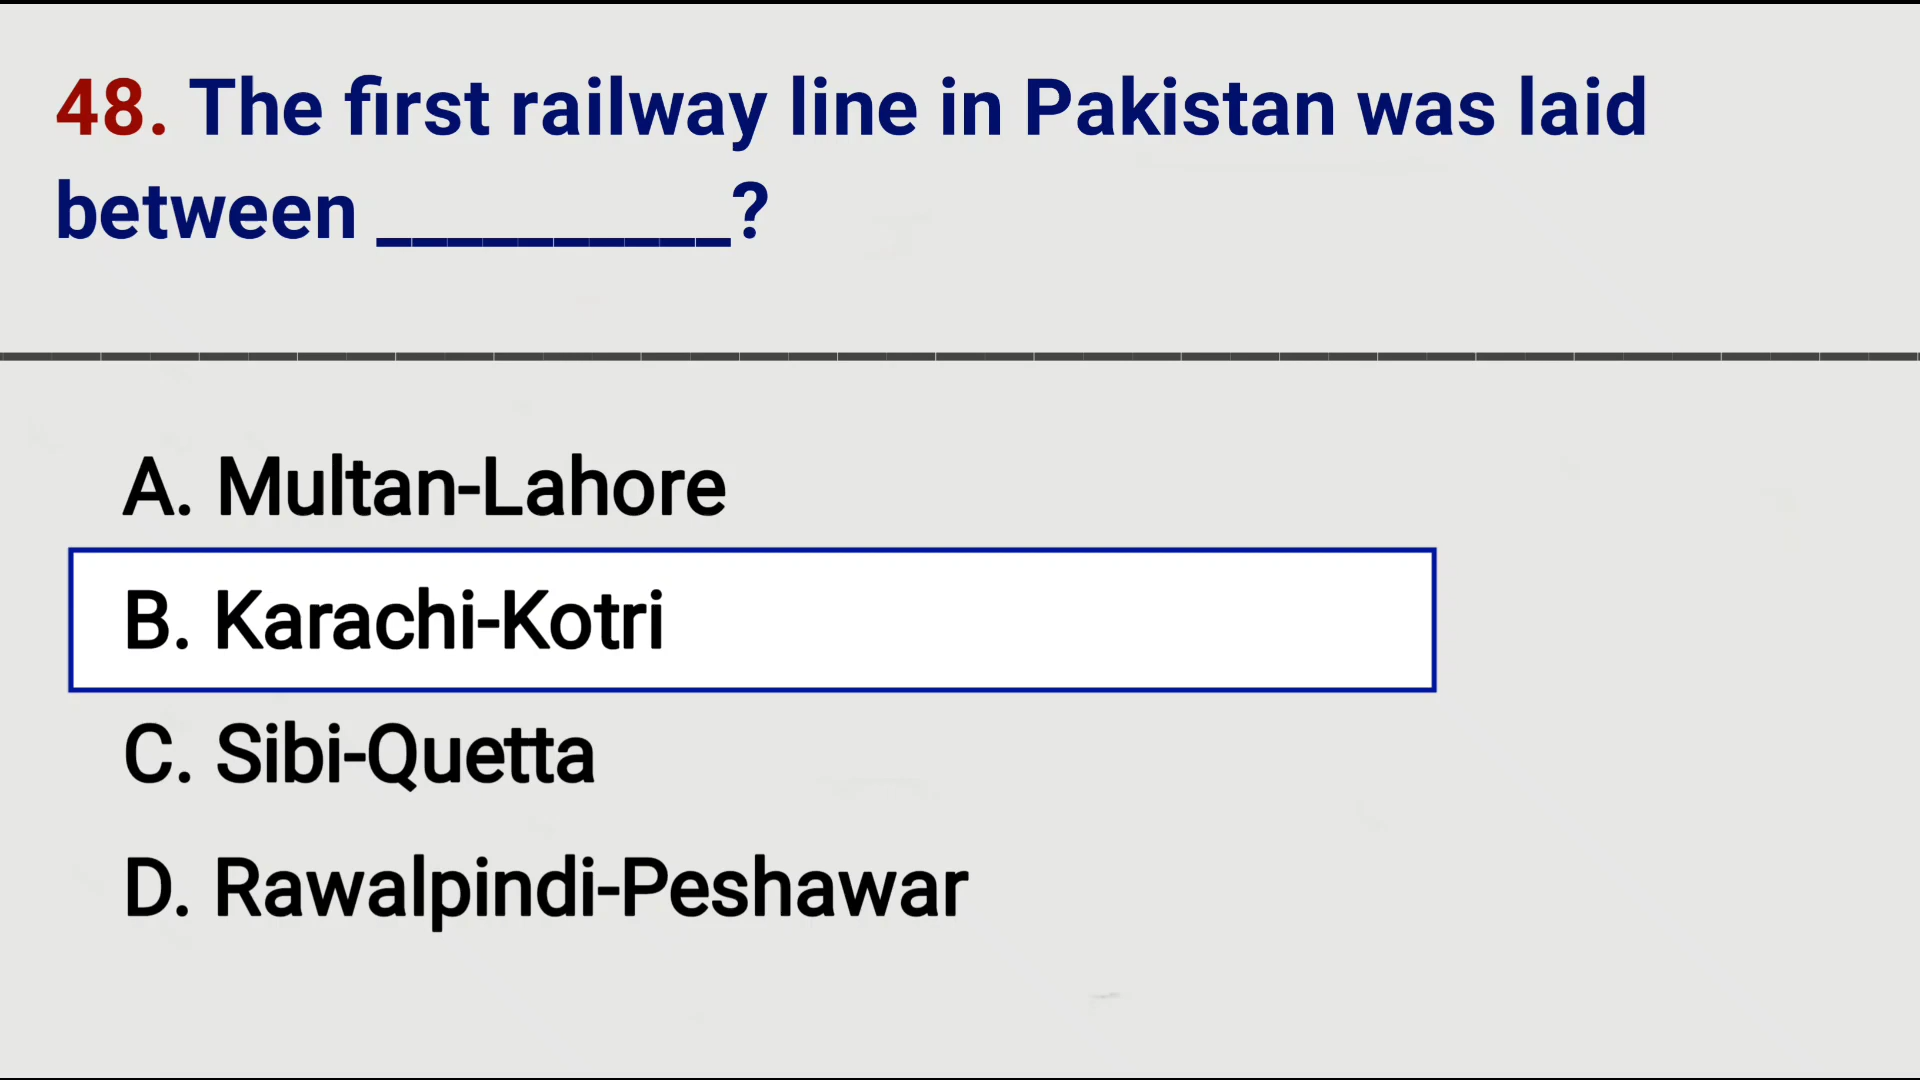 48. The first railway line in Pakistan was laid
between __________?
A. Multan-Lahore
B. Karachi-Kotri
C. Sibi-Quetta
D. Rawalpindi-Peshawar